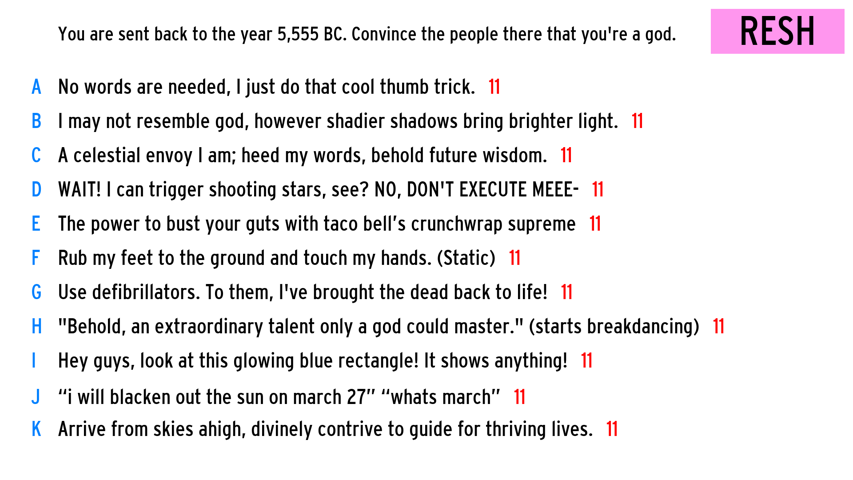 You are sent back to the year 5,555 BC. Convince the people there that you're a god.
RESH
A No words are needed, I just do that cool thumb trick. 11
B I may not resemble god, however shadier shadows bring brighter light. 11
C A celestial envoy I am; heed my words, behold future wisdom. 11
D WAIT! I can trigger shooting stars, see? NO, DON'T EXECUTE MEEE- 11
E The power to bust your guts with taco bell’s crunchwrap supreme 11
F Rub my feet to the ground and touch my hands. (Static) 11
G Use defibrillators. To them, I've brought the dead back to life! 11
H "Behold, an extraordinary talent only a god could master." (starts breakdancing) 11
I Hey guys, look at this glowing blue rectangle! It shows anything! 11
J “i will blacken out the sun on march 27” “whats march” 11
K Arrive from skies ahigh, divinely contrive to guide for thriving lives. 11